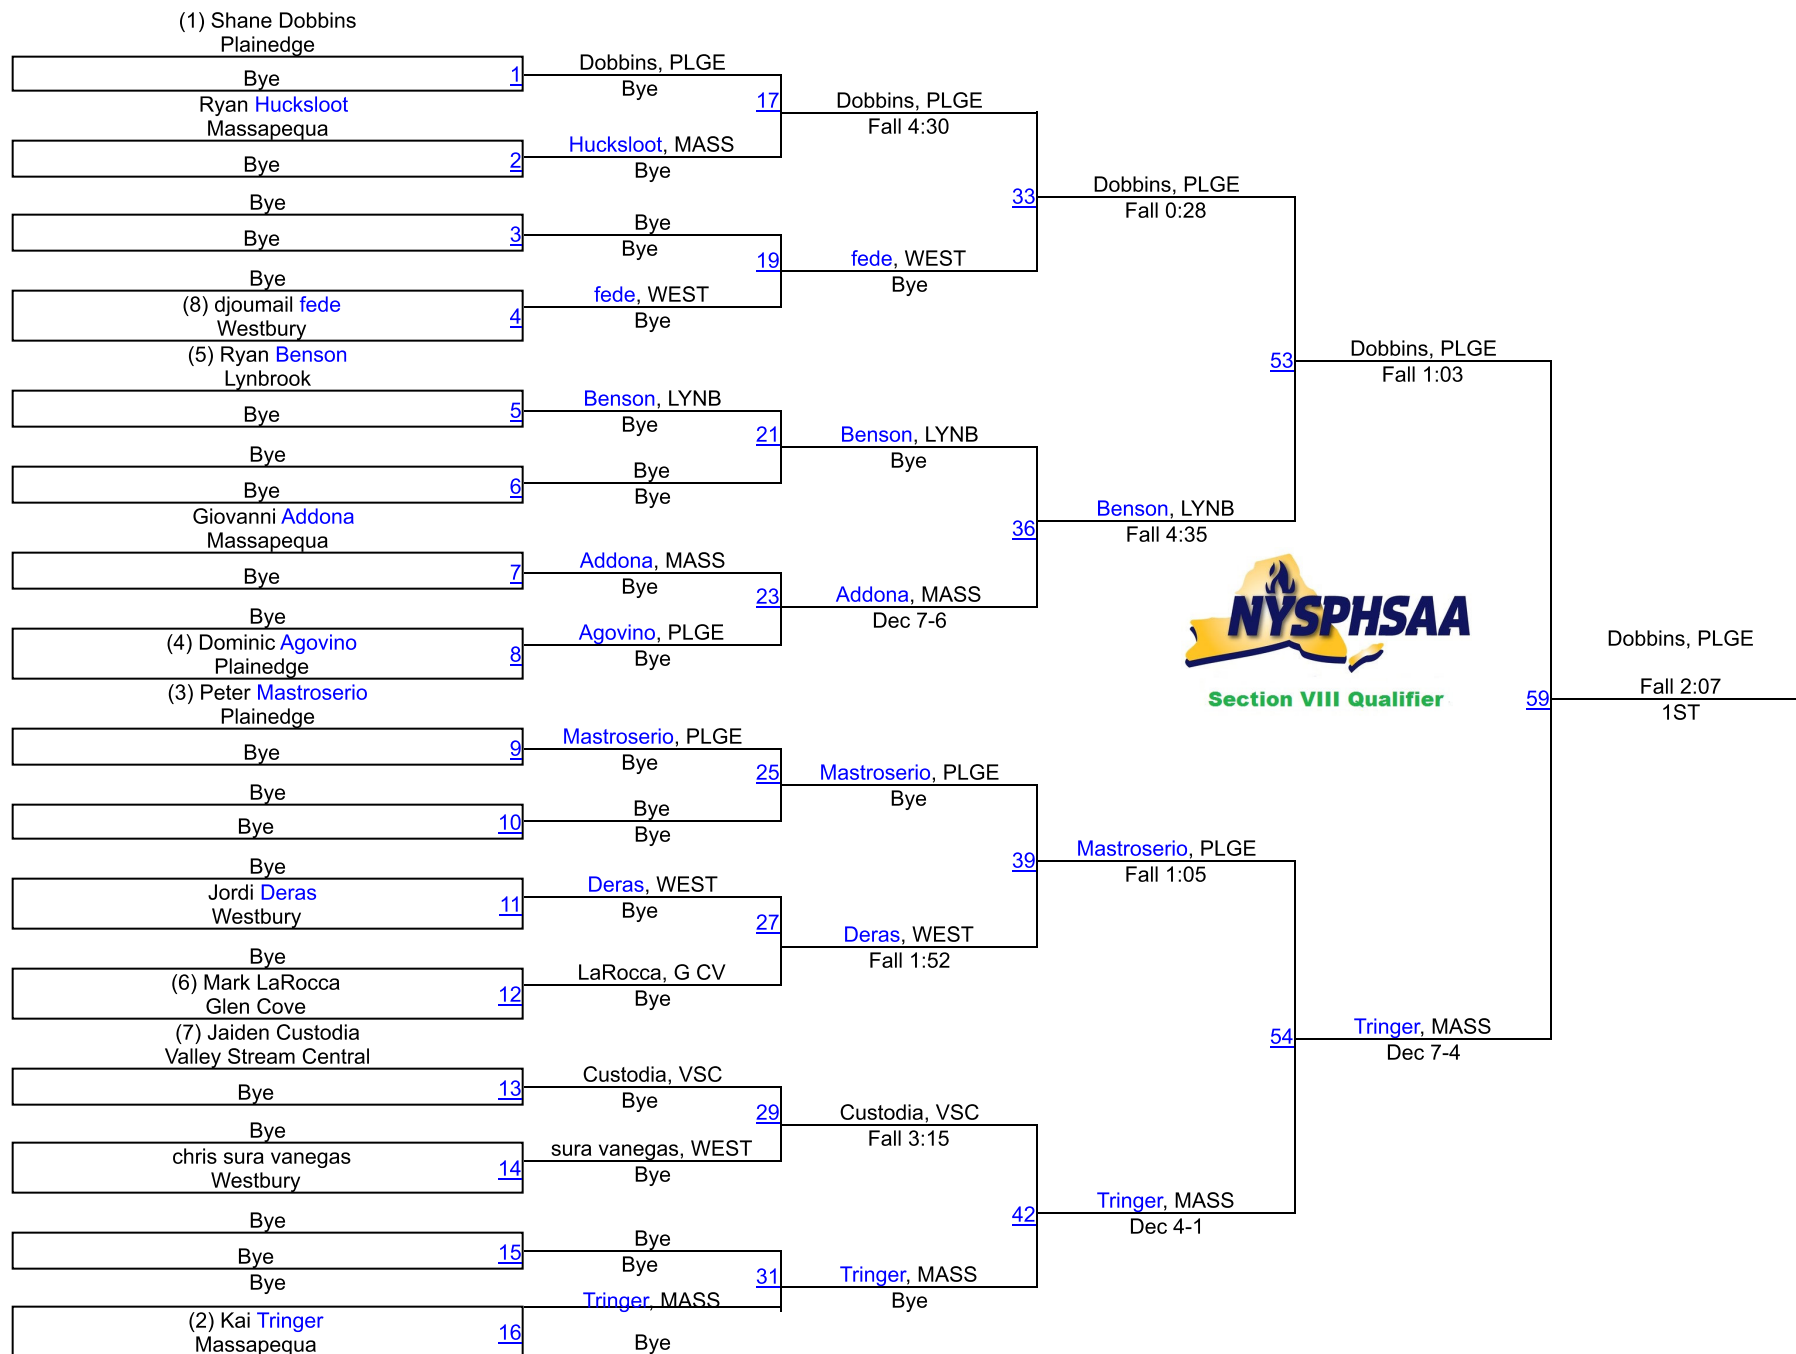 (1) Shane Dobbins
Plainedge
Bye
1
Ryan Hucksloot
Massapequa
Bye
2
Bye
Bye
3
Bye
(8) djoumail fede
Westbury
4
(5) Ryan Benson
Lynbrook
Bye
5
Bye
Bye
6
Giovanni Addona
Massapequa
Bye
7
Bye
(4) Dominic Agovino
Plainedge
8
(3) Peter Mastroserio
Plainedge
Bye
9
Bye
Bye
10
Bye
Jordi Deras
Westbury
11
Bye
(6) Mark LaRocca
Glen Cove
12
(7) Jaiden Custodia
Valley Stream Central
Bye
13
Bye
chris sura vanegas
Westbury
14
Bye
Bye
15
Bye
(2) Kai Tringer
Massapequa
16
Dobbins, PLGE
Bye
17
Hucksloot, MASS
Bye
Bye
Bye
19
fede, WEST
Bye
Benson, LYNB
Bye
21
Bye
Bye
Addona, MASS
Bye
23
Agovino, PLGE
Bye
Mastroserio, PLGE
Bye
25
Bye
Bye
Deras, WEST
Bye
27
LaRocca, G CV
Bye
Custodia, VSC
Bye
29
sura vanegas, WEST
Bye
Bye
Bye
31
Tringer, MASS
Bye
Dobbins, PLGE
Fall 4:30
33
fede, WEST
Bye
Benson, LYNB
Bye
36
Addona, MASS
Dec 7-6
Mastroserio, PLGE
Bye
39
Deras, WEST
Fall 1:52
Custodia, VSC
Fall 3:15
42
Tringer, MASS
Bye
Dobbins, PLGE
Fall 0:28
53
Benson, LYNB
Fall 4:35
NYSPHSAA
Section VIII Qualifier
Mastroserio, PLGE
Fall 1:05
54
Tringer, MASS
Dec 4-1
Dobbins, PLGE
Fall 1:03
59
Tringer, MASS
Dec 7-4
Dobbins, PLGE
Fall 2:07
1ST